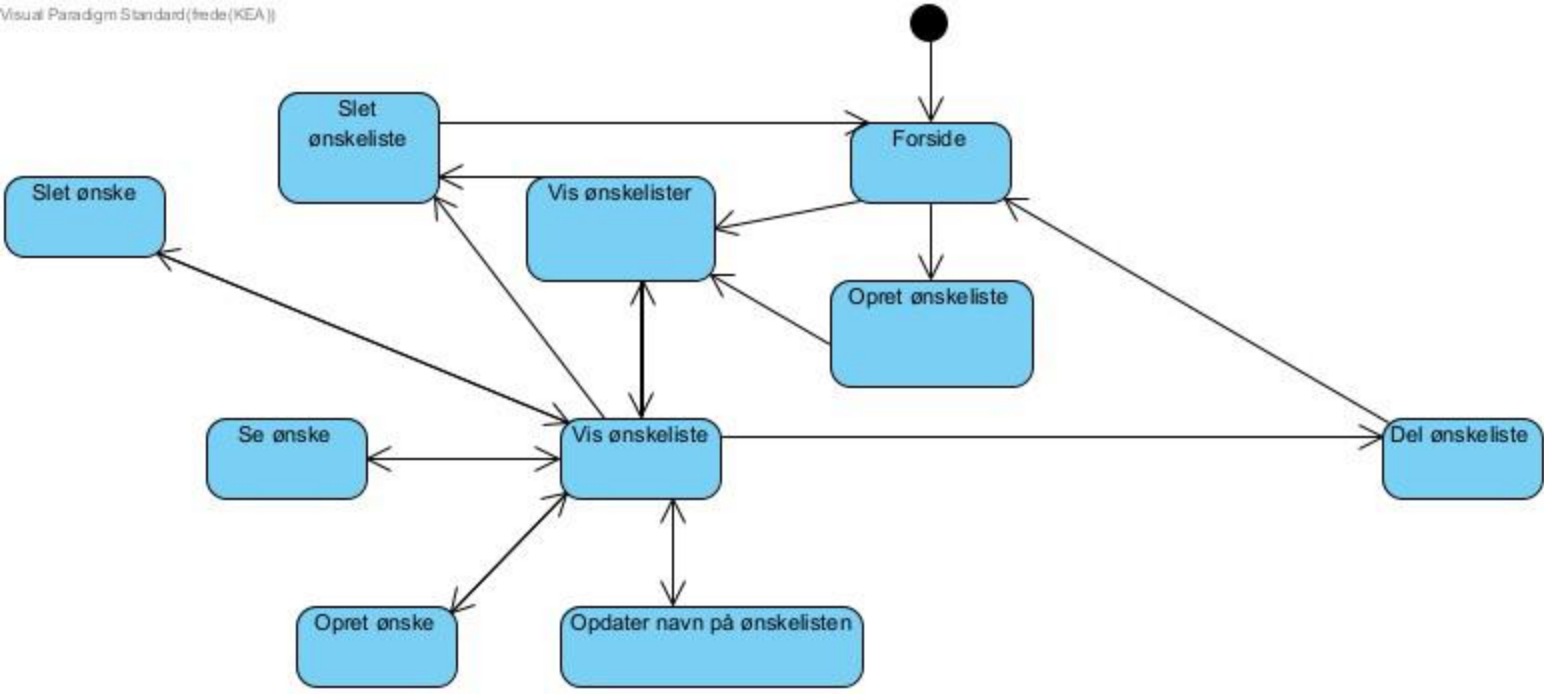 Visual Paradigm Standard(frede(KEA))
Slet
ønskeliste
Forside
Slet ønske
Vis ønskelister
Opret ønskeliste
Se ønske
Vis ønskeliste
Del ønskeliste
Opret ønske
Opdater navn på ønskelisten